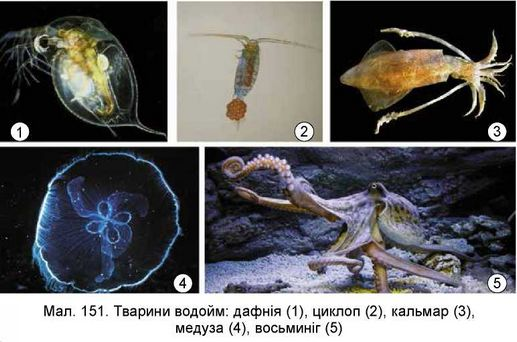 1
2
3
4
5
Мал. 151. Тварини водойм: дафнія (1), циклоп (2), кальмар (3),
медуза (4), восьминіг (5)